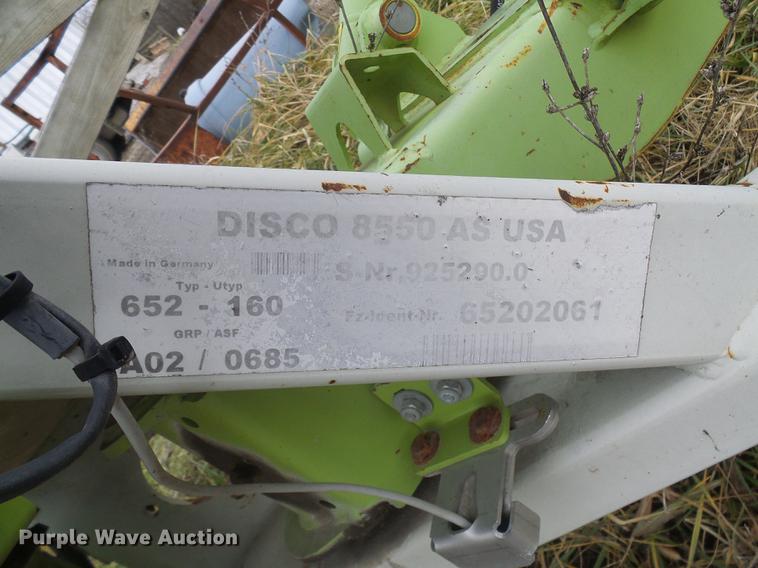 DISCO 8550 AS USA
Made in Germany
S-Nr.925290.0
Typ - Utyp
652 - 160
Fz-Ident-Nr. 65202061
GRP / ASF
A02 / 0685
Purple Wave Auction